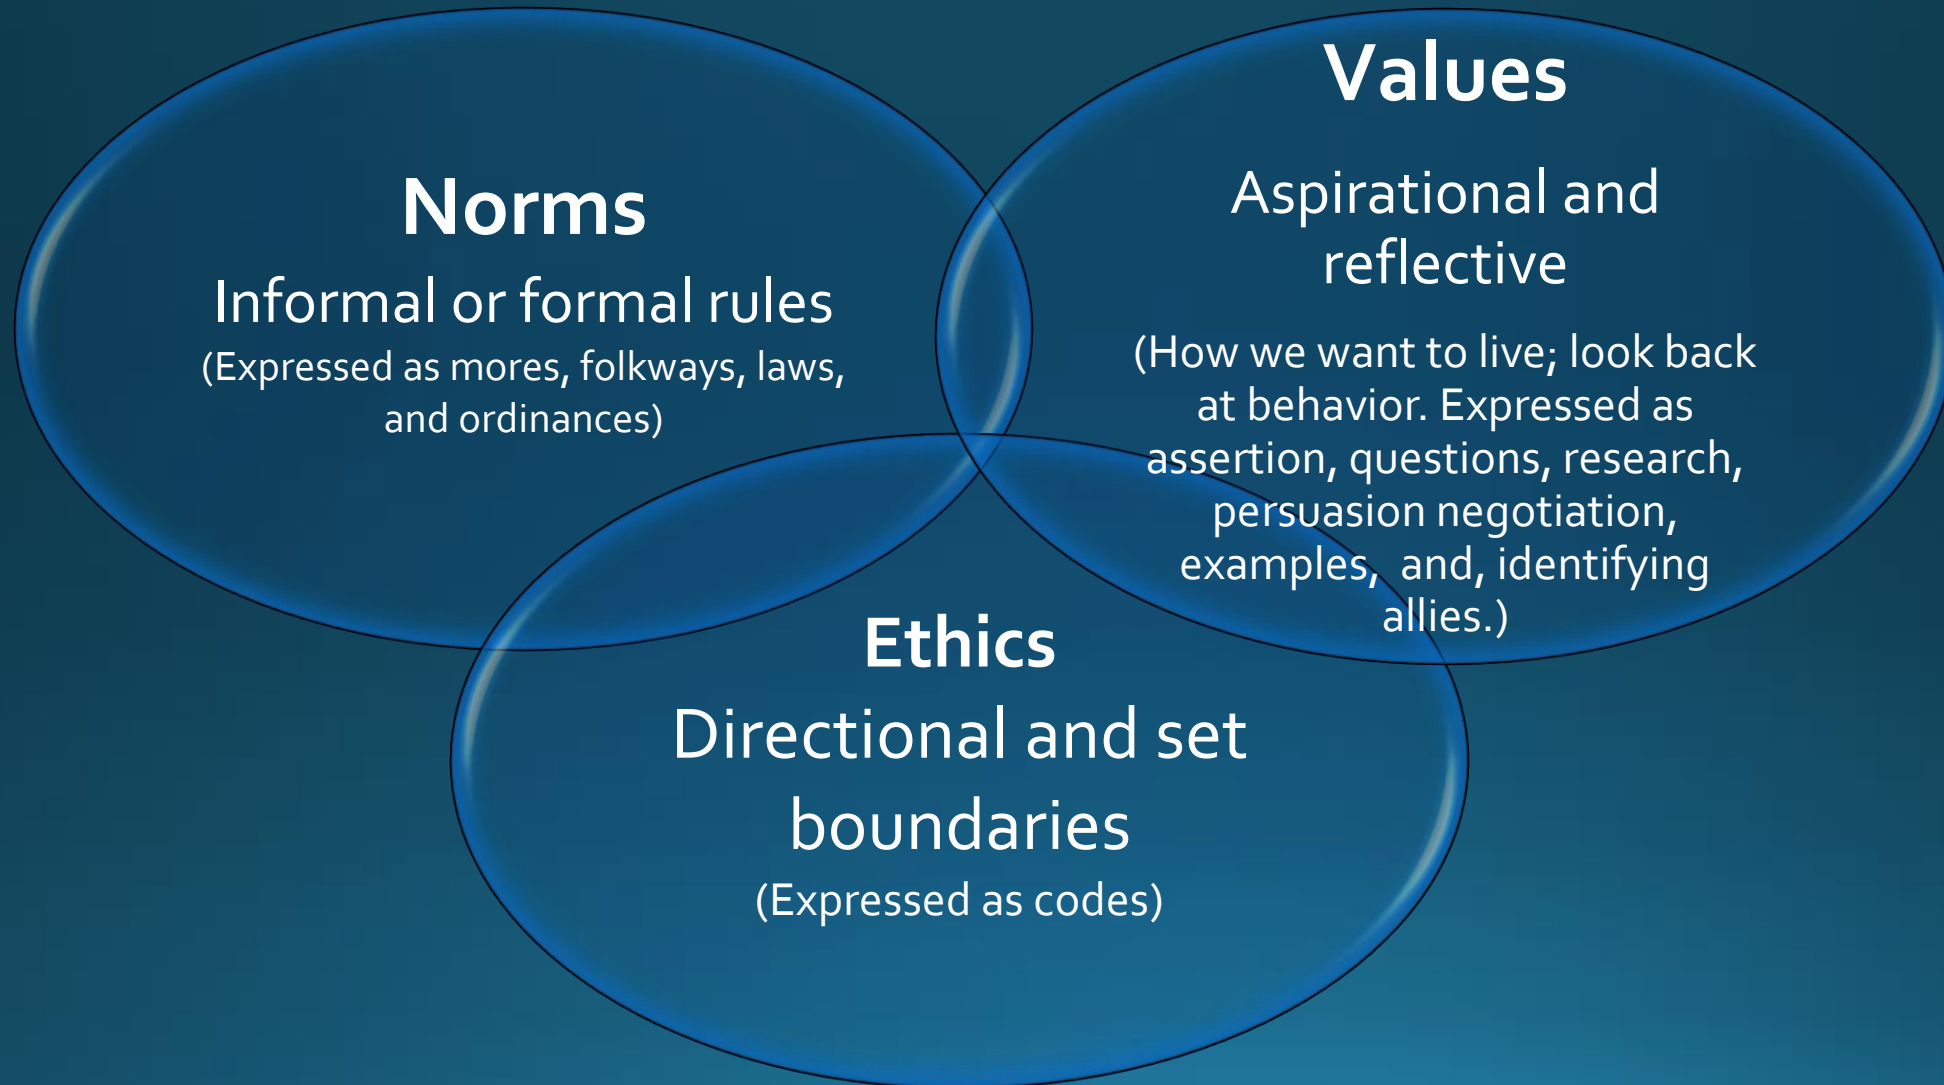 Norms
Informal or formal rules
(Expressed as mores, folkways, laws,
and ordinances)
Values
Aspirational and
reflective
(How we want to live; look back
at behavior. Expressed as
assertion, questions, research,
persuasion negotiation,
examples,  and, identifying
allies.)
Ethics
Directional and set
boundaries
(Expressed as codes)